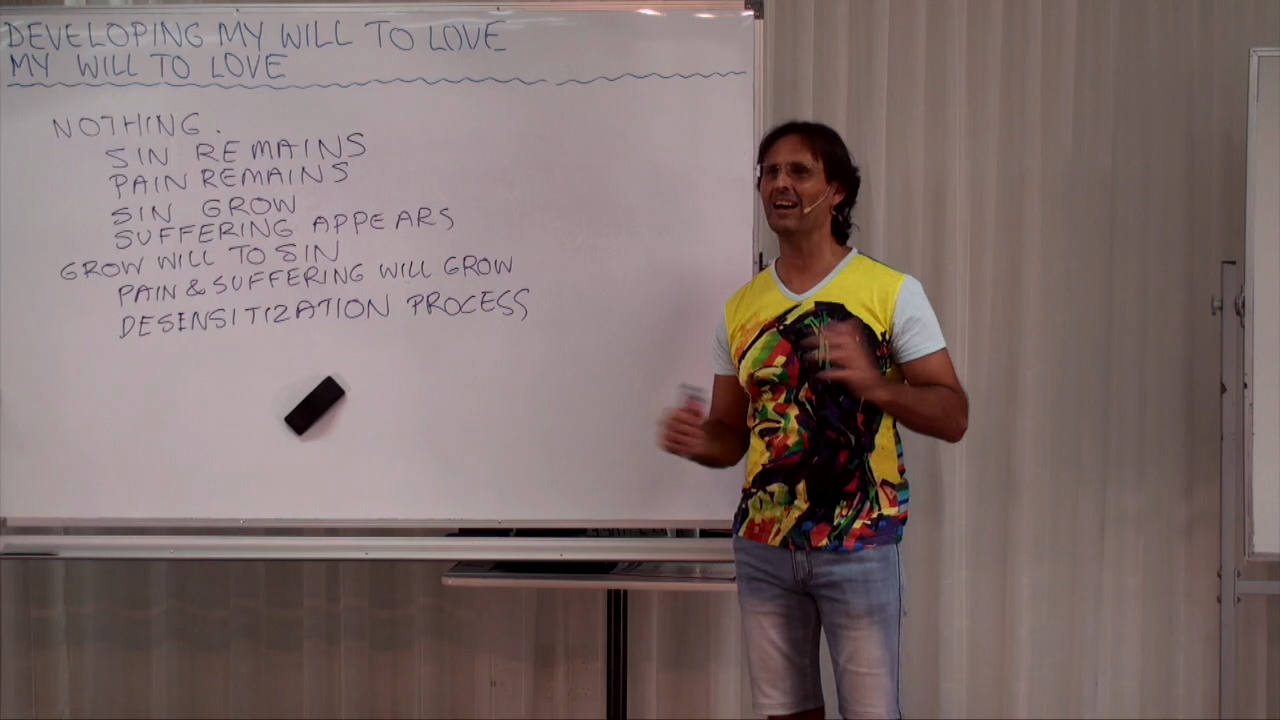 DEVELOPING MY WILL TO LOVE
MY WILL TO LOVE
NOTHING.
SIN REMAINS
PAIN REMAINS
SIN GROW
SUFFERING APPEARS
GROW WILL TO SIN
PAIN & SUFFERING WILL GROW
DESENSITIZATION PROCESS